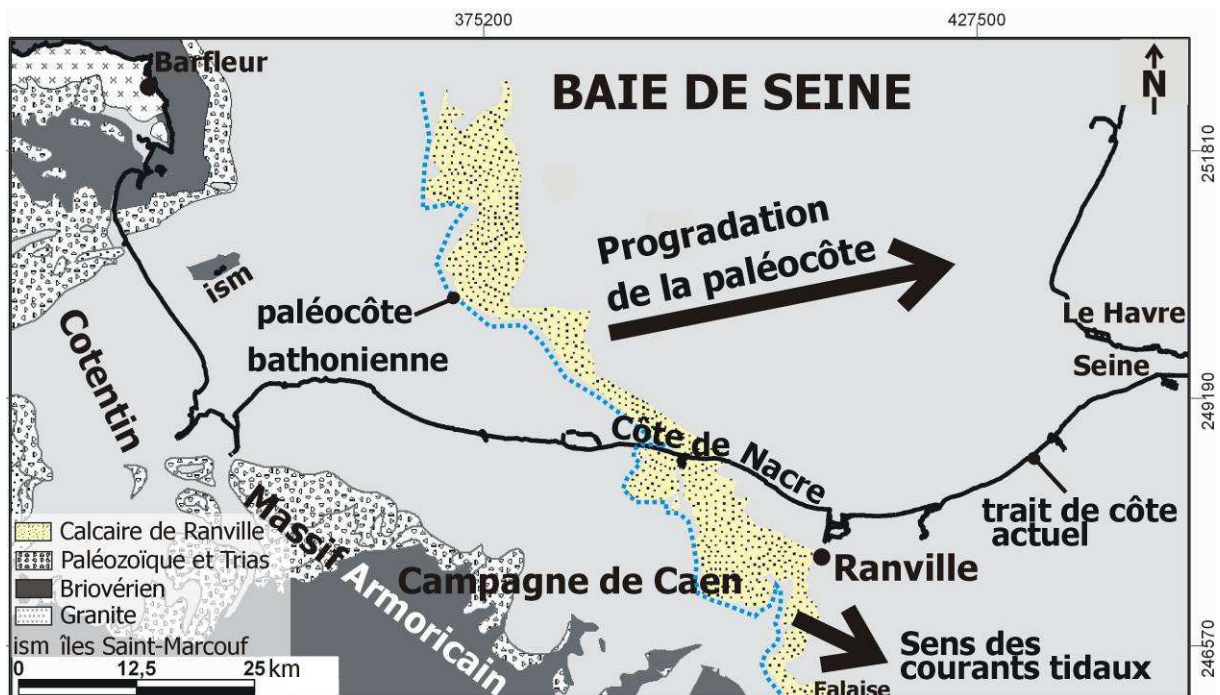 375200
427500
N
Barfleur
BAIE DE SEINE
251810
Progradation
de la paléocôte
ism
paléocôte
bathonienne
Le Havre
Seine
Cotentin
249190
Côte de Nacre
trait de côte
actuel
Massif
Armoricain
Campagne de Caen
Ranville
Sens des
courants tidaux
246570
Falaise
Calcaire de Ranville
Paléozoïque et Trias
Briovérien
Granite
ism îles Saint-Marcouf
0 12,5 25 km